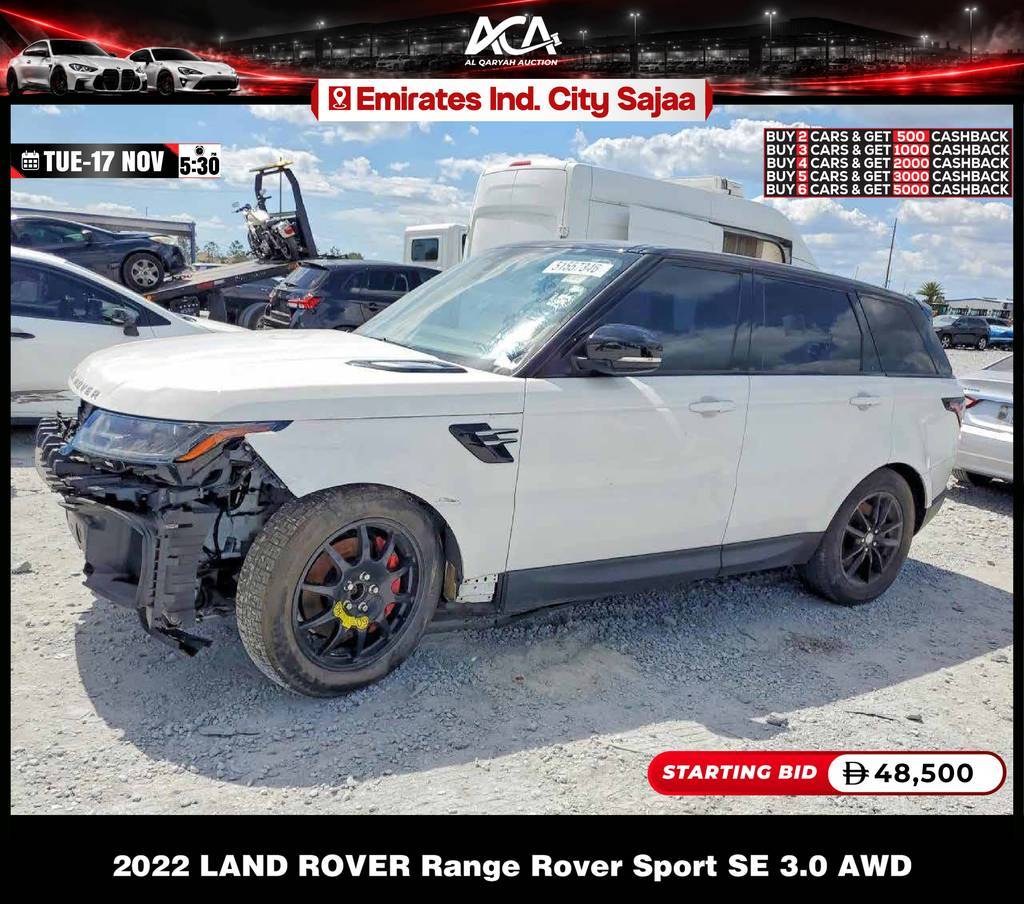 ACA
AL QARYAH AUCTION
Emirates Ind. City Sajaa
TUE-17 NOV 5:30
BUY 2 CARS & GET 500 CASHBACK
BUY 3 CARS & GET 1000 CASHBACK
BUY 4 CARS & GET 2000 CASHBACK
BUY 5 CARS & GET 3000 CASHBACK
BUY 6 CARS & GET 5000 CASHBACK
STARTING BID 48,500
2022 LAND ROVER Range Rover Sport SE 3.0 AWD